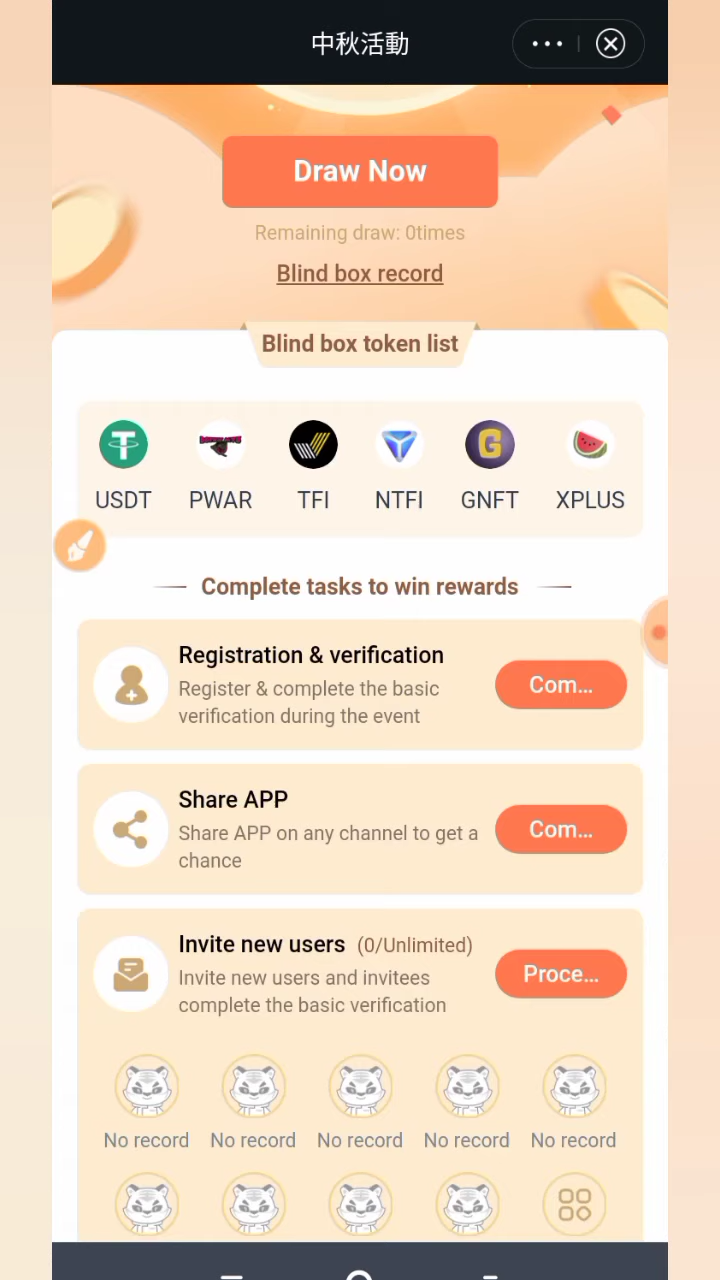 中秋活動
Draw Now
Remaining draw: 0times
Blind box record
Blind box token list
USDT PWAR TFI NTFI GNFT XPLUS
Complete tasks to win rewards
Registration & verification
Register & complete the basic
verification during the event
Com...
Share APP
Share APP on any channel to get a
chance
Com...
Invite new users (0/Unlimited)
Invite new users and invitees
complete the basic verification
Proce...
No record No record No record No record No record